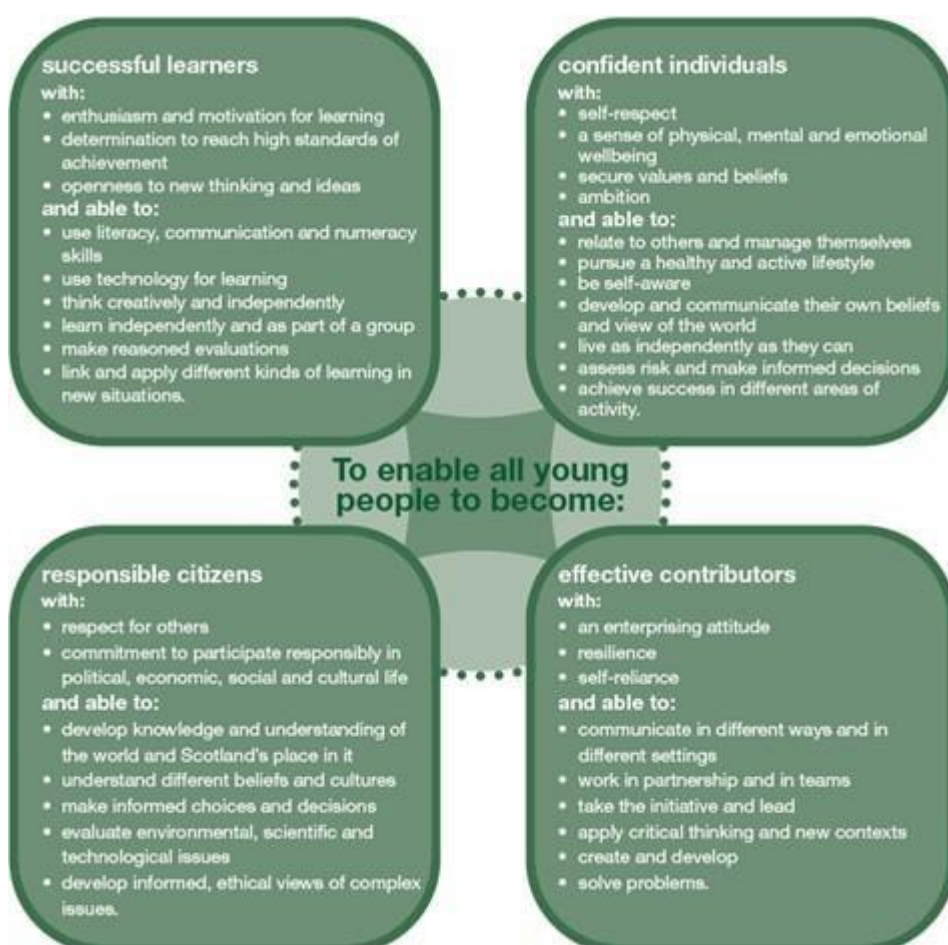 successful learners
with:
• enthusiasm and motivation for learning
• determination to reach high standards of
achievement
• openness to new thinking and ideas
and able to:
• use literacy, communication and numeracy
skills
• use technology for learning
• think creatively and independently
• learn independently and as part of a group
• make reasoned evaluations
• link and apply different kinds of learning in
new situations.
confident individuals
with:
• self-respect
• a sense of physical, mental and emotional
wellbeing
• secure values and beliefs
• ambition
and able to:
• relate to others and manage themselves
• pursue a healthy and active lifestyle
• be self-aware
• develop and communicate their own beliefs
and view of the world
• live as independently as they can
• assess risk and make informed decisions
• achieve success in different areas of
activity.
To enable all young
people to become:
responsible citizens
with:
• respect for others
• commitment to participate responsibly in
political, economic, social and cultural life
and able to:
• develop knowledge and understanding of
the world and Scotland's place in it
• understand different beliefs and cultures
• make informed choices and decisions
• evaluate environmental, scientific and
technological issues
• develop informed, ethical views of complex
issues.
effective contributors
with:
• an enterprising attitude
• resilience
• self-reliance
and able to:
• communicate in different ways and in
different settings
• work in partnership and in teams
• take the initiative and lead
• apply critical thinking and new contexts
• create and develop
• solve problems.